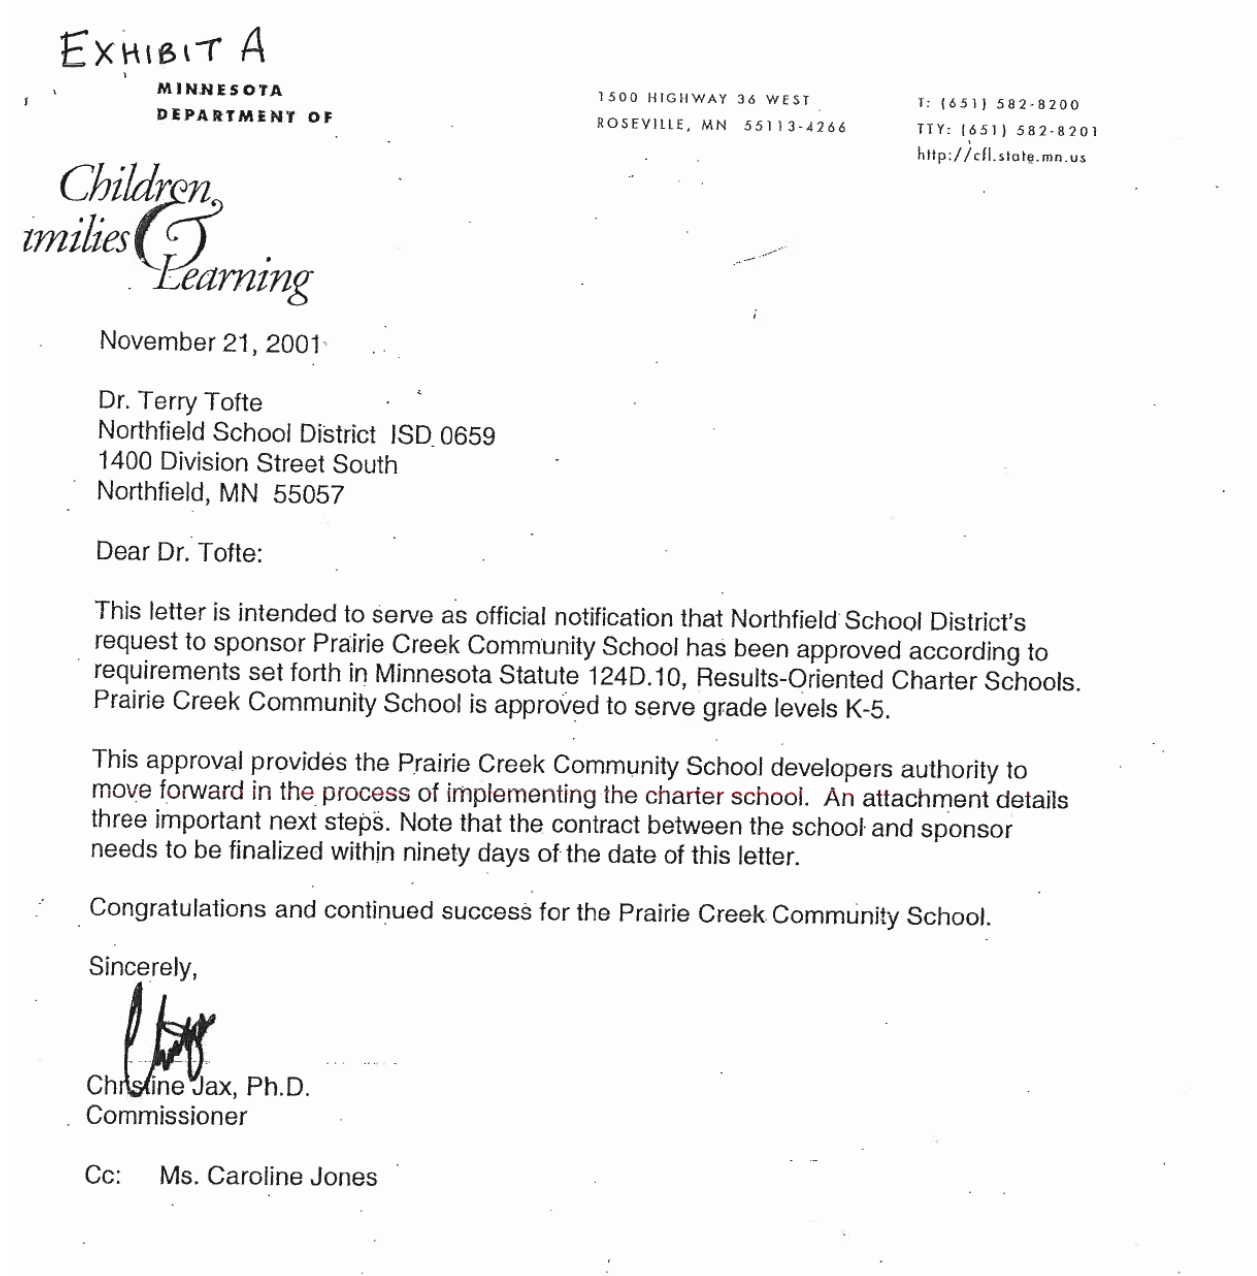 EXHIBIT A
MINNESOTA
DEPARTMENT OF
1500 HIGHWAY 36 WEST
ROSEVILLE, MN 55113-4266
T: (651) 582-8200
TTY: (651) 582-8201
http://cfl.state.mn.us
Children,
amilies &
Learning
November 21, 2001
Dr. Terry Tofte
Northfield School District ISD 0659
1400 Division Street South
Northfield, MN 55057
Dear Dr. Tofte:
This letter is intended to serve as official notification that Northfield School District's
request to sponsor Prairie Creek Community School has been approved according to
requirements set forth in Minnesota Statute 124D.10, Results-Oriented Charter Schools.
Prairie Creek Community School is approved to serve grade levels K-5.
This approval provides the Prairie Creek Community School developers authority to
move forward in the process of implementing the charter school. An attachment details
three important next steps. Note that the contract between the school and sponsor
needs to be finalized within ninety days of the date of this letter.
Congratulations and continued success for the Prairie Creek Community School.
Sincerely,
Christine Jax, Ph.D.
Commissioner
Cc: Ms. Caroline Jones